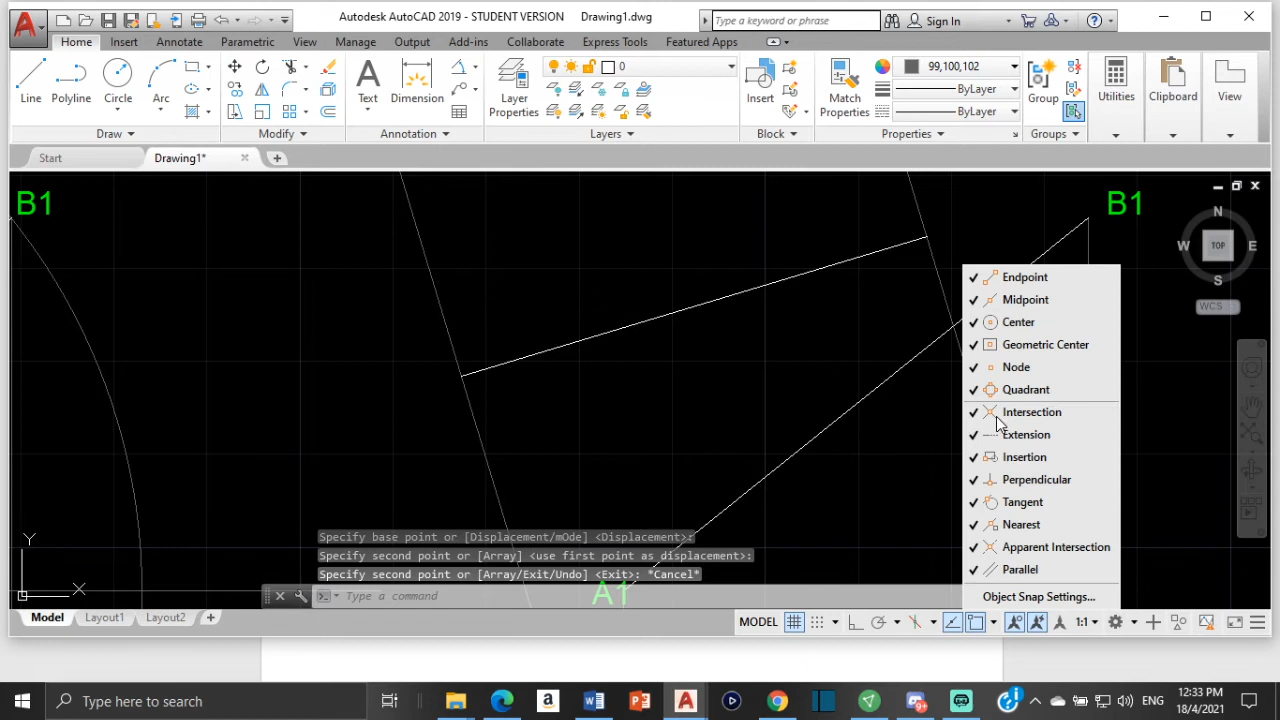 Autodesk AutoCAD 2019 - STUDENT VERSION Drawing1.dwg Type a keyword or phrase Sign In
Home Insert Annotate Parametric View Manage Output Add-ins Collaborate Express Tools Featured Apps
Line Polyline Circle Arc Text Dimension Layer Properties 0 Insert Match Properties 99,100,102 Group Utilities Clipboard View
ByLayer
ByLayer
Draw Modify Annotation Layers Block Properties Groups
Start Drawing1*
B1 B1
N
W TOP E
S
WCS
Endpoint
Midpoint
Center
Geometric Center
Node
Quadrant
Intersection
Extension
Insertion
Perpendicular
Tangent
Nearest
Apparent Intersection
Parallel
Object Snap Settings...
Specify base point or [Displacement/mOde] <Displacement>:
Specify second point or [Array] <use first point as displacement>:
Specify second point or [Array/Exit/Undo] <Exit>: *Cancel*
A1
Y
X
Type a command
Model Layout1 Layout2 MODEL 1:1
Type here to search
ENG
12:33 PM
18/4/2021